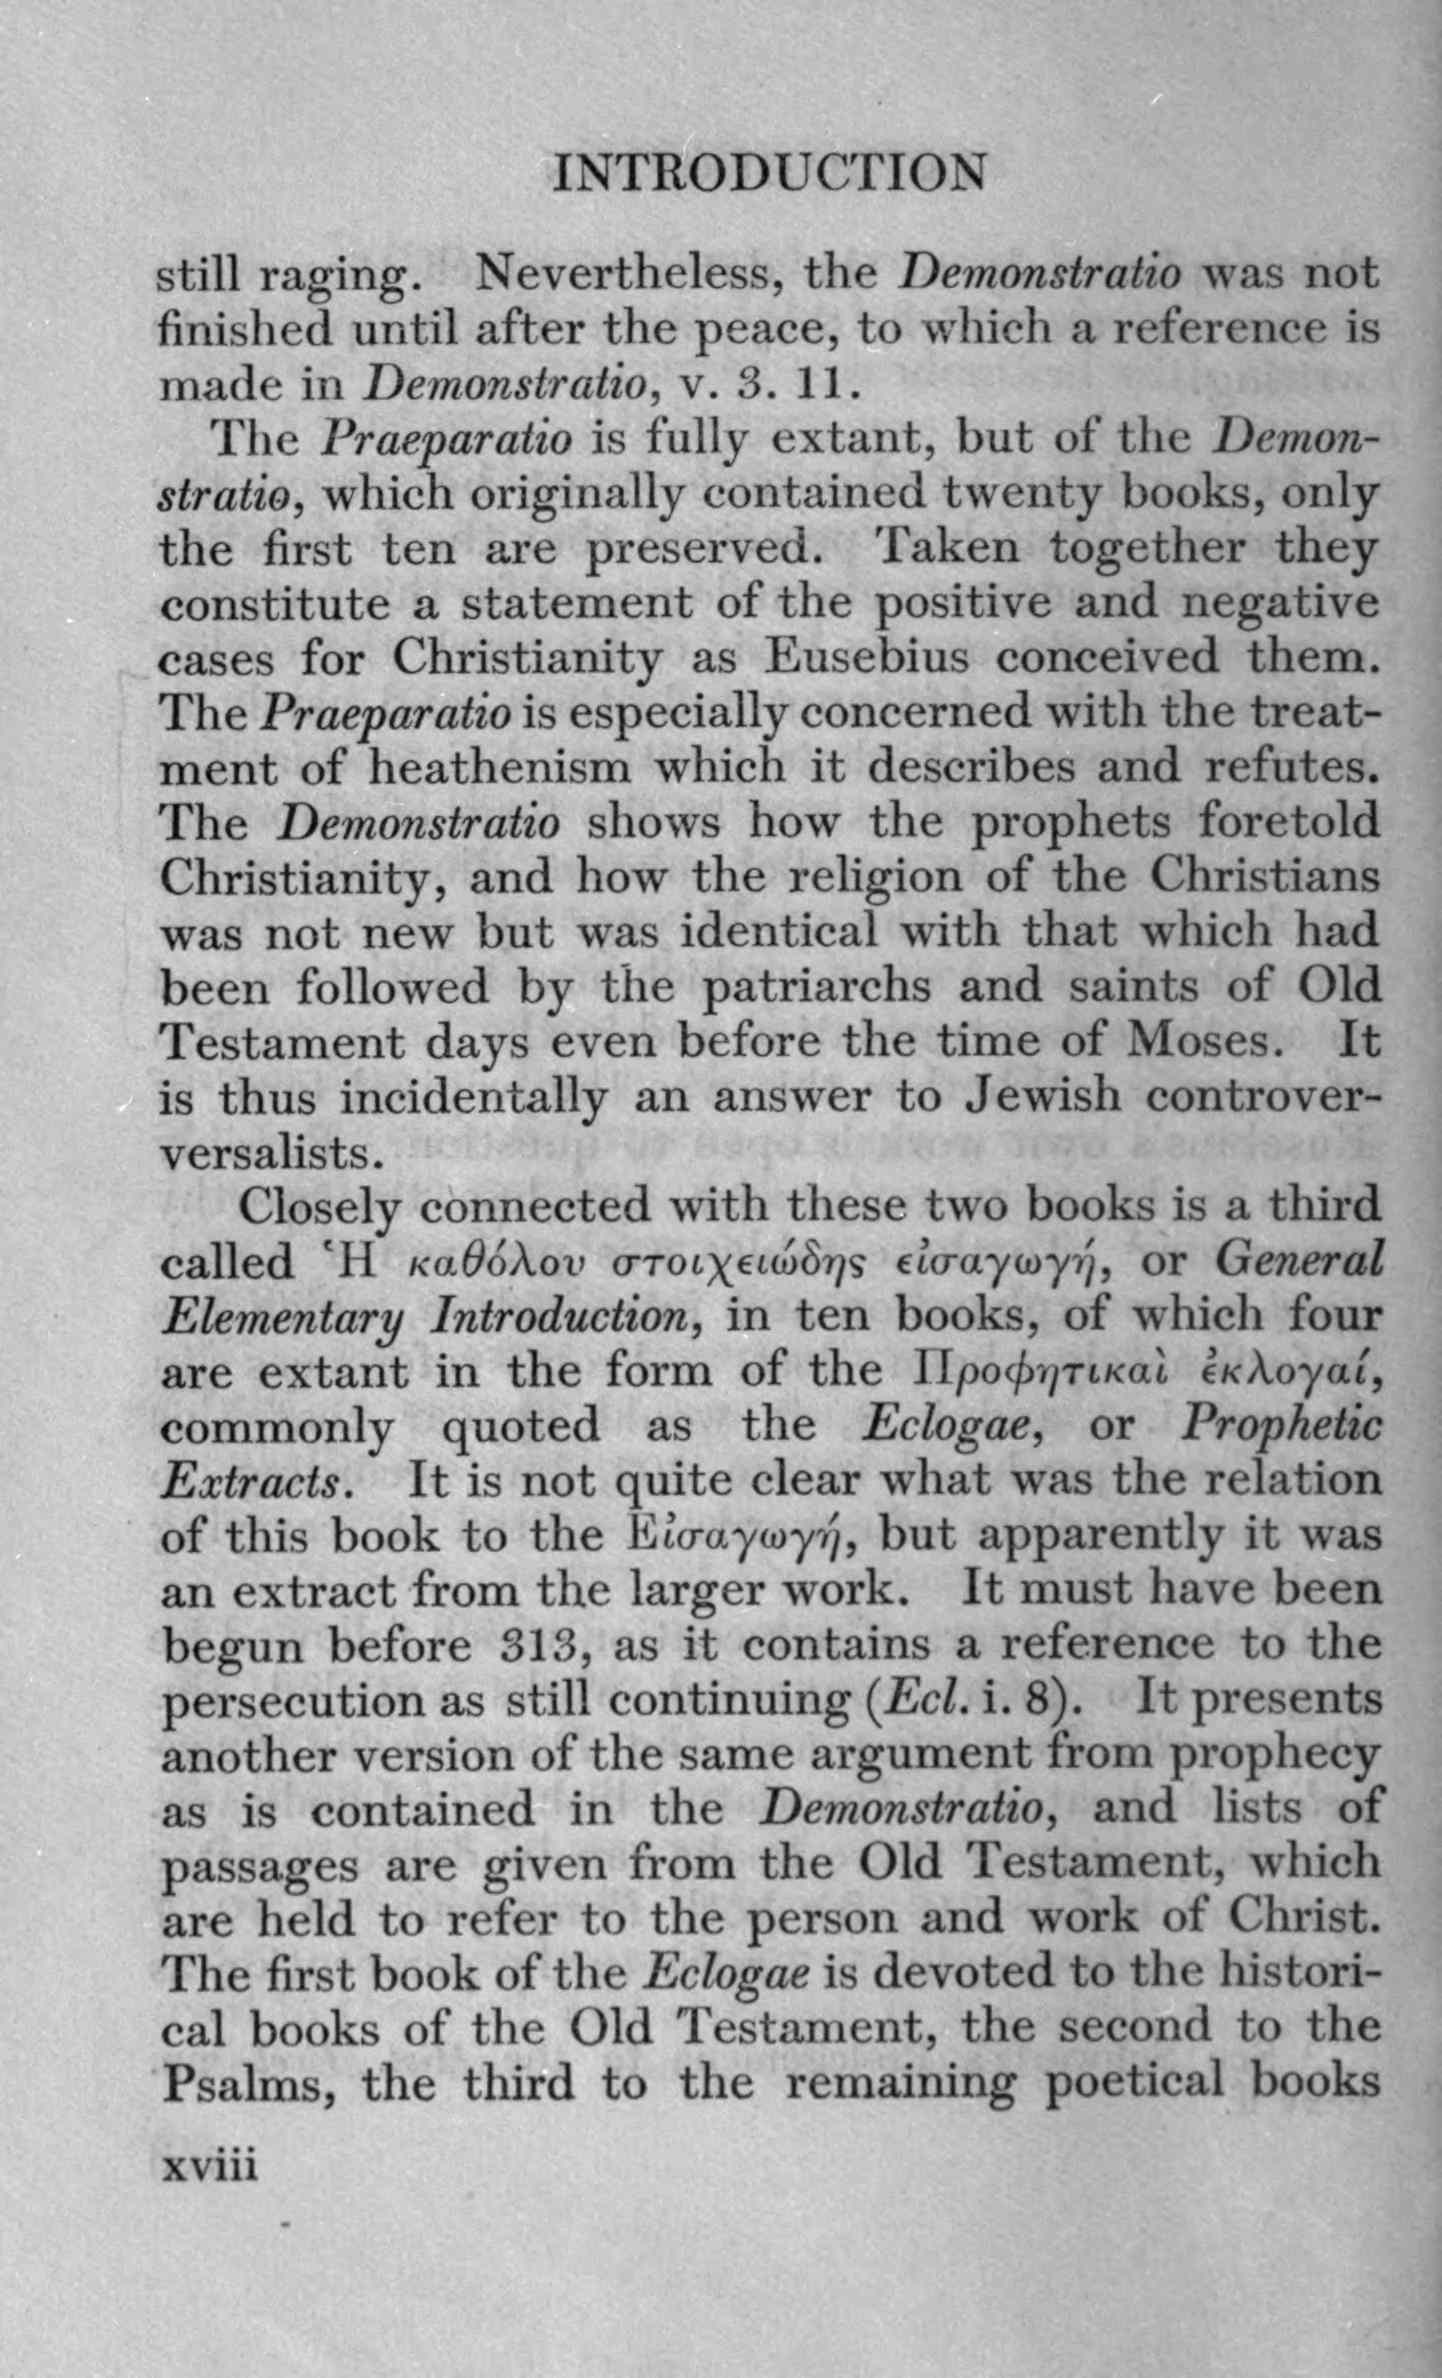 INTRODUCTION
still raging. Nevertheless, the Demonstratio was not
finished until after the peace, to which a reference is
made in Demonstratio, v. 3. 11.
The Praeparatio is fully extant, but of the Demon-
stratio, which originally contained twenty books, only
the first ten are preserved. Taken together they
constitute a statement of the positive and negative
cases for Christianity as Eusebius conceived them.
The Praeparatio is especially concerned with the treat-
ment of heathenism which it describes and refutes.
The Demonstratio shows how the prophets foretold
Christianity, and how the religion of the Christians
was not new but was identical with that which had
been followed by the patriarchs and saints of Old
Testament days even before the time of Moses. It
is thus incidentally an answer to Jewish controver-
versalists.
Closely connected with these two books is a third
called Ἡ καθόλου στοιχειώδης εἰσαγωγή, or General
Elementary Introduction, in ten books, of which four
are extant in the form of the Προφητικαὶ ἐκλογαί,
commonly quoted as the Eclogae, or Prophetic
Extracts. It is not quite clear what was the relation
of this book to the Εἰσαγωγή, but apparently it was
an extract from the larger work. It must have been
begun before 313, as it contains a reference to the
persecution as still continuing (Ecl. i. 8). It presents
another version of the same argument from prophecy
as is contained in the Demonstratio, and lists of
passages are given from the Old Testament, which
are held to refer to the person and work of Christ.
The first book of the Eclogae is devoted to the histori-
cal books of the Old Testament, the second to the
Psalms, the third to the remaining poetical books
xviii